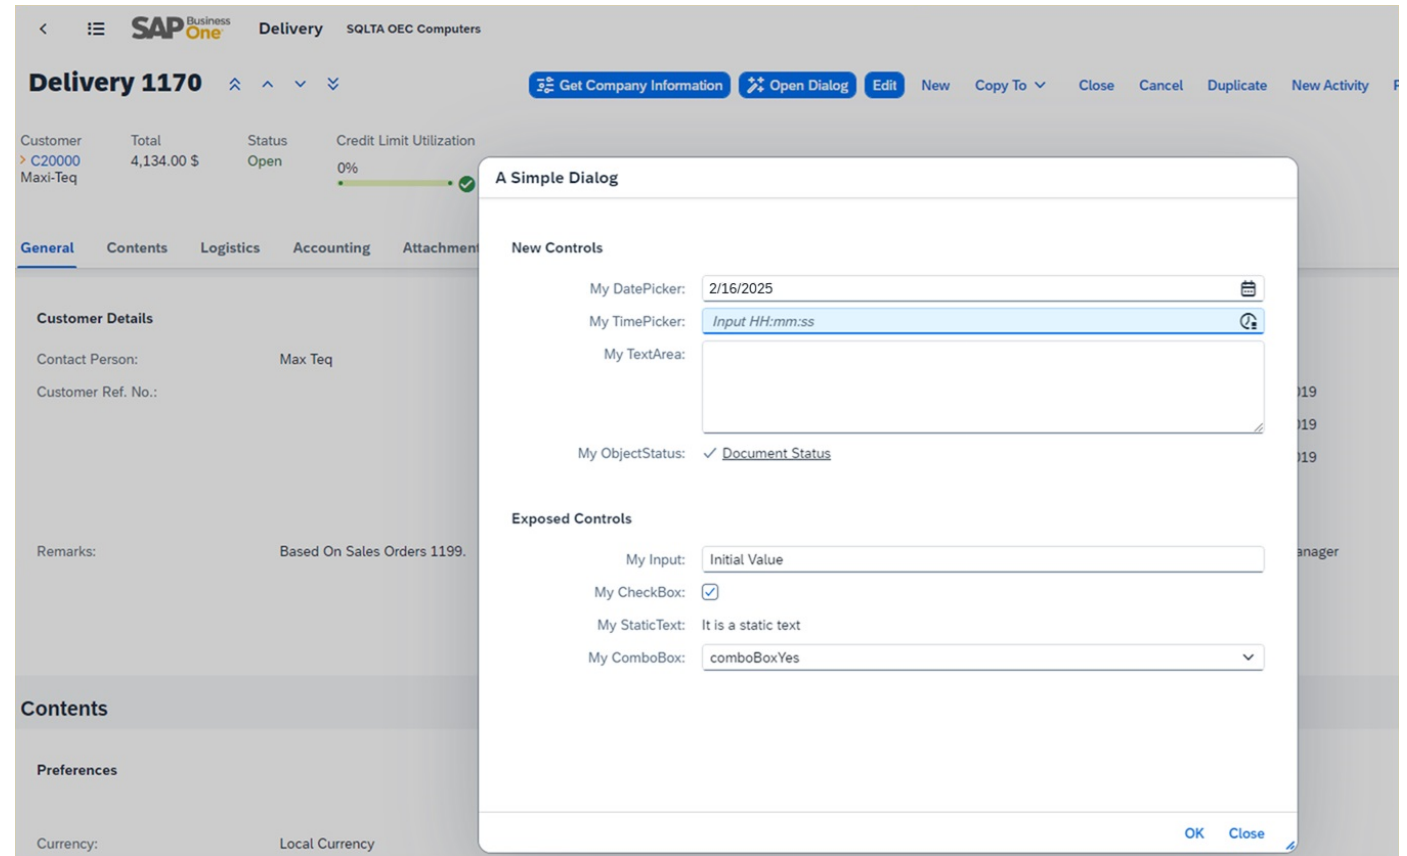 SAP Business One Delivery SQLTA OEC Computers
Delivery 1170 Get Company Information Open Dialog Edit New Copy To Close Cancel Duplicate New Activity
Customer Total Status Credit Limit Utilization
C20000 4,134.00 $ Open 0%
Maxi-Teq
General Contents Logistics Accounting Attachment
Customer Details
Contact Person: Max Teq
Customer Ref. No.:
019
019
019
Remarks: Based On Sales Orders 1199. anager
Contents
Preferences
Currency: Local Currency
A Simple Dialog
New Controls
My DatePicker: 2/16/2025
My TimePicker: Input HH:mm:ss
My TextArea:
My ObjectStatus: Document Status
Exposed Controls
My Input: Initial Value
My CheckBox:
My StaticText: It is a static text
My ComboBox: comboBoxYes
OK Close